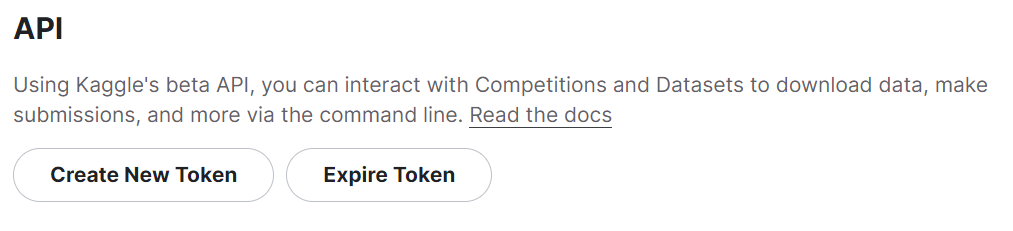 API
Using Kaggle's beta API, you can interact with Competitions and Datasets to download data, make
submissions, and more via the command line. Read the docs
Create New Token Expire Token